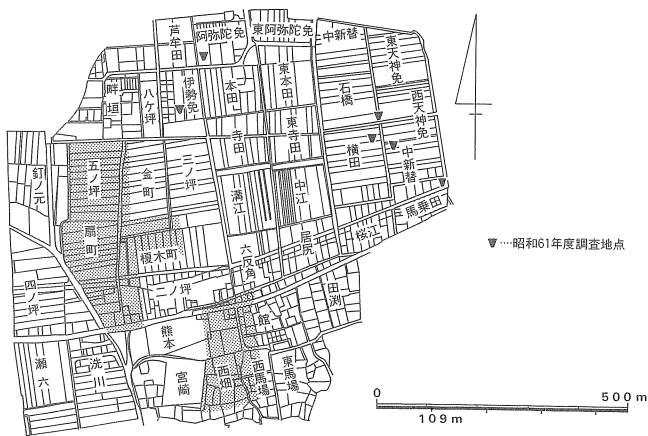 芦牟田
阿弥陀免
東阿弥陀免
中新替
東天神免
畔垣
八ケ坪
伊勢免
本田
東本田
石橋
西天神免
寺田
東寺田
横田
中新替
釘ノ元
五ノ坪
金町
三ノ坪
溝江
中江
馬乗田
扇町
榎木町
六反角
居尻
桜江
▼…昭和61年度調査地点
四ノ坪
二ノ坪
田渕
館
熊本
瀬六
洗川
宮崎
西畑
西馬場
東馬場
0
500m
109m